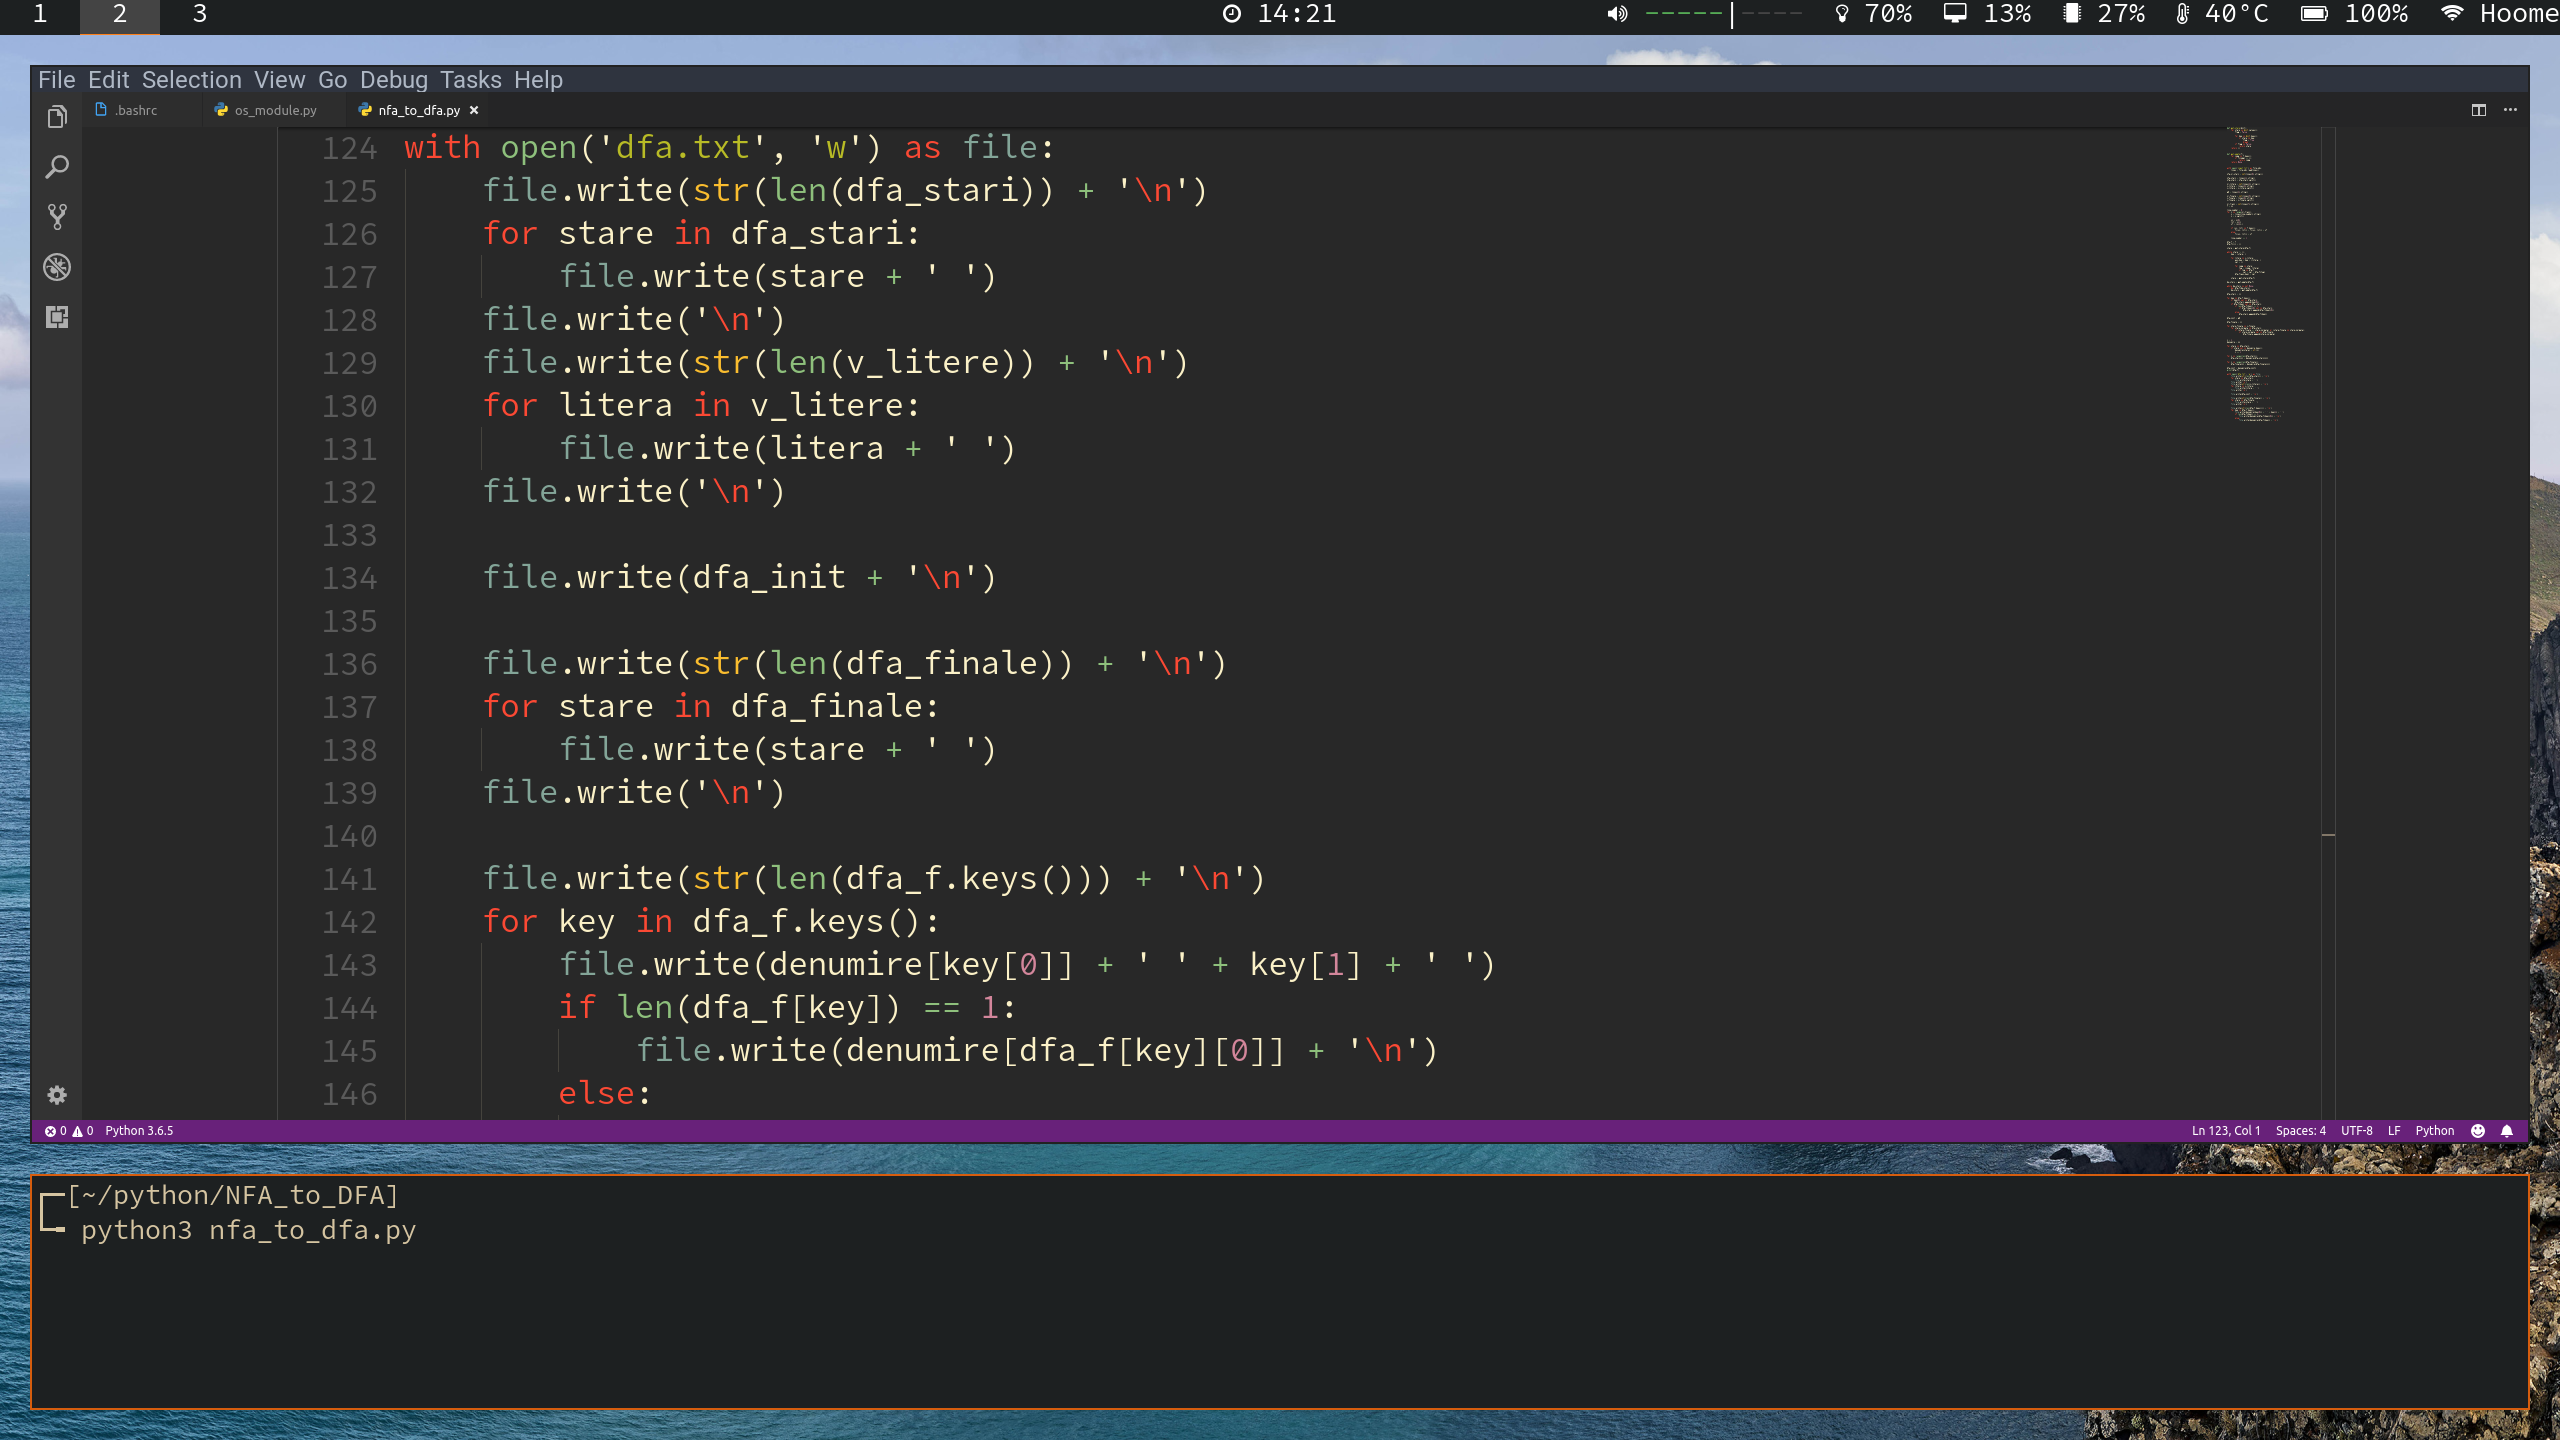 1 2 3 14:21 70% 13% 27% 40°C 100% Hoome
File Edit Selection View Go Debug Tasks Help
.bashrc os_module.py nfa_to_dfa.py
124 with open('dfa.txt', 'w') as file:
125     file.write(str(len(dfa_stari)) + '\n')
126     for stare in dfa_stari:
127         file.write(stare + ' ')
128     file.write('\n')
129     file.write(str(len(v_litere)) + '\n')
130     for litera in v_litere:
131         file.write(litera + ' ')
132     file.write('\n')
133
134     file.write(dfa_init + '\n')
135
136     file.write(str(len(dfa_finale)) + '\n')
137     for stare in dfa_finale:
138         file.write(stare + ' ')
139     file.write('\n')
140
141     file.write(str(len(dfa_f.keys())) + '\n')
142     for key in dfa_f.keys():
143         file.write(denumire[key[0]] + ' ' + key[1] + ' ')
144         if len(dfa_f[key]) == 1:
145             file.write(denumire[dfa_f[key][0]] + '\n')
146         else:
0 0 Python 3.6.5 Ln 123, Col 1 Spaces: 4 UTF-8 LF Python
[~/python/NFA_to_DFA]
python3 nfa_to_dfa.py